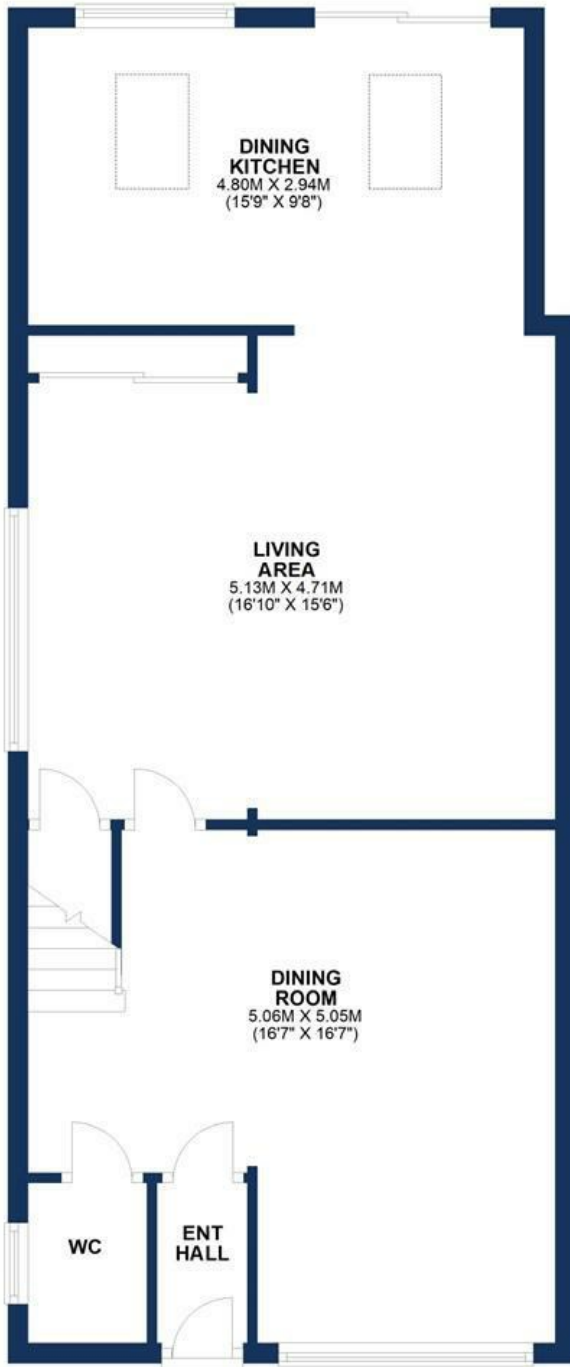 DINING
KITCHEN
4.80M X 2.94M
(15'9" X 9'8")
LIVING
AREA
5.13M X 4.71M
(16'10" X 15'6")
DINING
ROOM
5.06M X 5.05M
(16'7" X 16'7")
WC
ENT
HALL